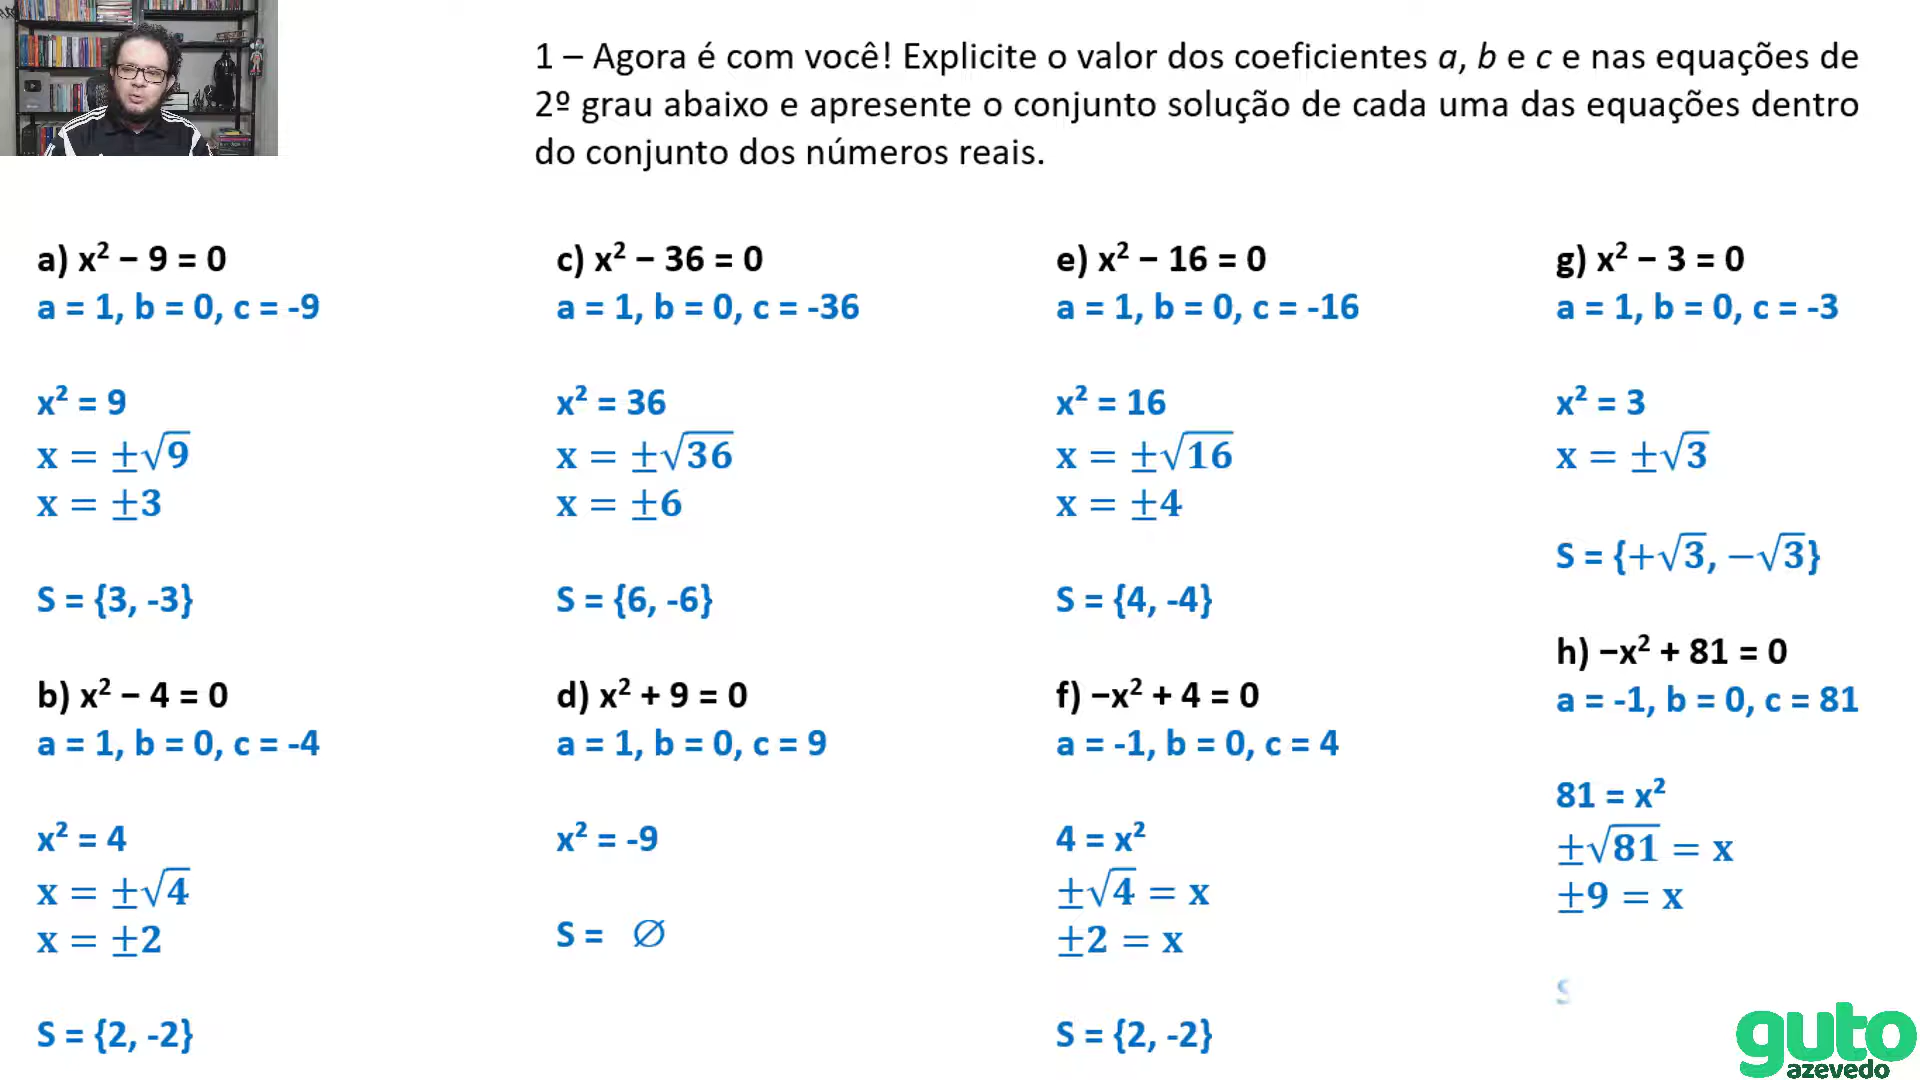 1 – Agora é com você! Explicite o valor dos coeficientes a, b e c e nas equações de
2º grau abaixo e apresente o conjunto solução de cada uma das equações dentro
do conjunto dos números reais.
a) x² − 9 = 0
a = 1, b = 0, c = -9
x² = 9
x = ±√9
x = ±3
S = {3, -3}
b) x² − 4 = 0
a = 1, b = 0, c = -4
x² = 4
x = ±√4
x = ±2
S = {2, -2}
c) x² − 36 = 0
a = 1, b = 0, c = -36
x² = 36
x = ±√36
x = ±6
S = {6, -6}
d) x² + 9 = 0
a = 1, b = 0, c = 9
x² = -9
S = ∅
e) x² − 16 = 0
a = 1, b = 0, c = -16
x² = 16
x = ±√16
x = ±4
S = {4, -4}
f) −x² + 4 = 0
a = -1, b = 0, c = 4
4 = x²
±√4 = x
±2 = x
S = {2, -2}
g) x² − 3 = 0
a = 1, b = 0, c = -3
x² = 3
x = ±√3
S = {+√3, −√3}
h) −x² + 81 = 0
a = -1, b = 0, c = 81
81 = x²
±√81 = x
±9 = x
S
guto
azevedo